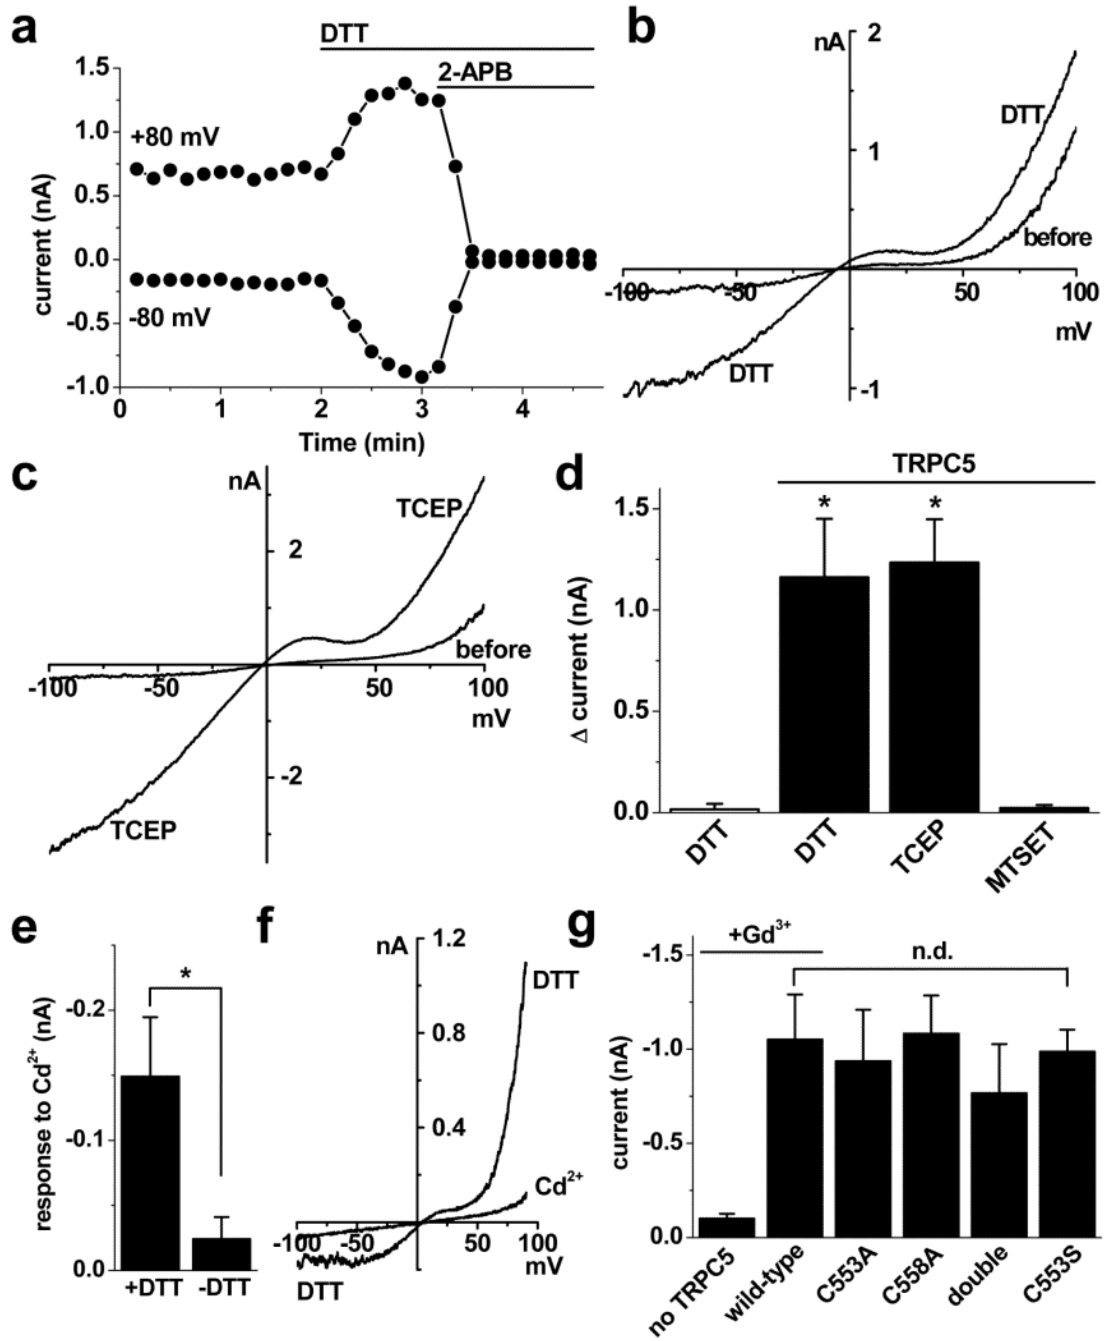 a
DTT
2-APB
1.5
1.0
0.5
0.0
-0.5
-1.0
+80 mV
-80 mV
current (nA)
0 1 2 3 4
Time (min)
b
nA
2
1
-1
DTT
before
DTT
-100 -50 50 100
mV
c
nA
2
-2
TCEP
before
TCEP
-100 -50 50 100
mV
d
TRPC5
1.5
1.0
0.5
0.0
* *
Δ current (nA)
DTT DTT TCEP MTSET
e
-0.2
-0.1
0.0
*
response to Cd²⁺ (nA)
+DTT -DTT
f
nA
1.2
0.8
0.4
DTT
Cd²⁺
DTT
-100 -50 50 100
mV
g
+Gd³⁺
n.d.
-1.5
-1.0
-0.5
0.0
current (nA)
no TRPC5 wild-type C553A C558A double C553S